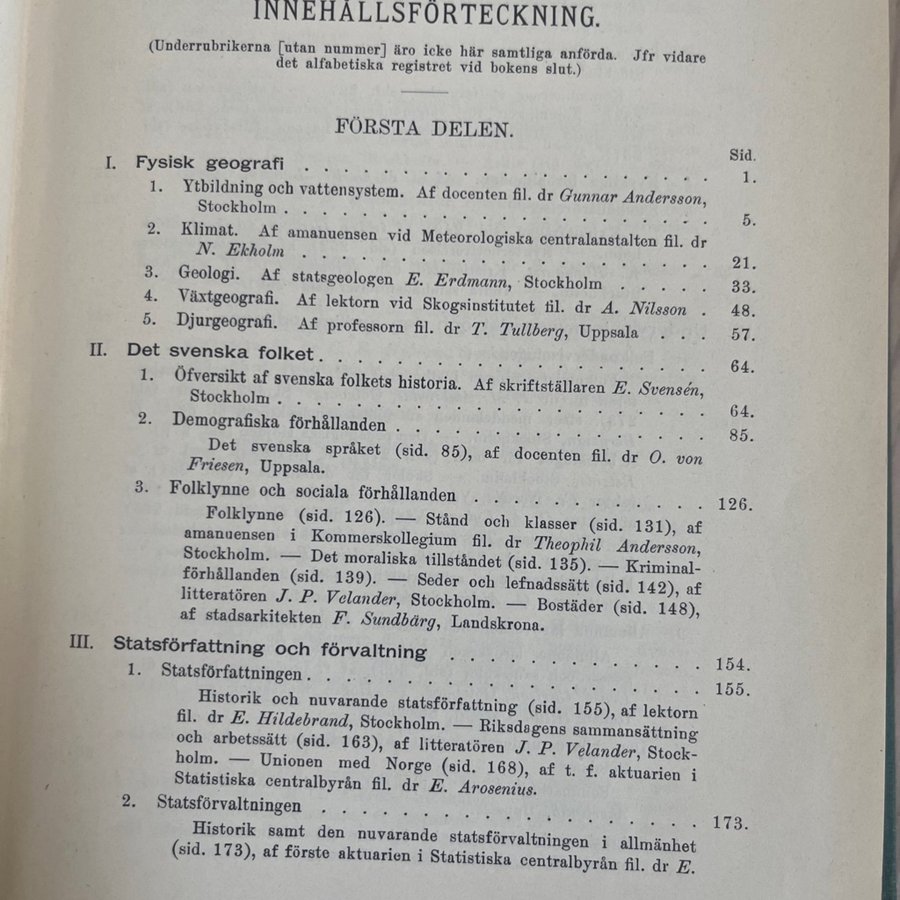 INNEHÅLLSFÖRTECKNING.
(Underrubrikerna [utan nummer] äro icke här samtliga anförda. Jfr vidare
det alfabetiska registret vid bokens slut.)
FÖRSTA DELEN.
Sid.
I. Fysisk geografi . . . . . . . . . . . . . . . . . . . . 1.
1. Ytbildning och vattensystem. Af docenten fil. dr Gunnar Andersson,
Stockholm . . . . . . . . . . . . . . . . . . . . 5.
2. Klimat. Af amanuensen vid Meteorologiska centralanstalten fil. dr
N. Ekholm . . . . . . . . . . . . . . . . . . . . 21.
3. Geologi. Af statsgeologen E. Erdmann, Stockholm . . . . . 33.
4. Växtgeografi. Af lektorn vid Skogsinstitutet fil. dr A. Nilsson . 48.
5. Djurgeografi. Af professorn fil. dr T. Tullberg, Uppsala . . . 57.
II. Det svenska folket . . . . . . . . . . . . . . . . . . . 64.
1. Öfversikt af svenska folkets historia. Af skriftställaren E. Svensén,
Stockholm . . . . . . . . . . . . . . . . . . . . 64.
2. Demografiska förhållanden . . . . . . . . . . . . . . . 85.
Det svenska språket (sid. 85), af docenten fil. dr O. von
Friesen, Uppsala.
3. Folklynne och sociala förhållanden . . . . . . . . . . . 126.
Folklynne (sid. 126). — Stånd och klasser (sid. 131), af
amanuensen i Kommerskollegium fil. dr Theophil Andersson,
Stockholm. — Det moraliska tillståndet (sid. 135). — Kriminal-
förhållanden (sid. 139). — Seder och lefnadssätt (sid. 142), af
litteratören J. P. Velander, Stockholm. — Bostäder (sid. 148),
af stadsarkitekten F. Sundbärg, Landskrona.
III. Statsförfattning och förvaltning . . . . . . . . . . . . . 154.
1. Statsförfattningen . . . . . . . . . . . . . . . . . . . 155.
Historik och nuvarande statsförfattning (sid. 155), af lektorn
fil. dr E. Hildebrand, Stockholm. — Riksdagens sammansättning
och arbetssätt (sid. 163), af litteratören J. P. Velander, Stock-
holm. — Unionen med Norge (sid. 168), af t. f. aktuarien i
Statistiska centralbyrån fil. dr E. Arosenius.
2. Statsförvaltningen . . . . . . . . . . . . . . . . . . . 173.
Historik samt den nuvarande statsförvaltningen i allmänhet
(sid. 173), af förste aktuarien i Statistiska centralbyrån fil. dr E.